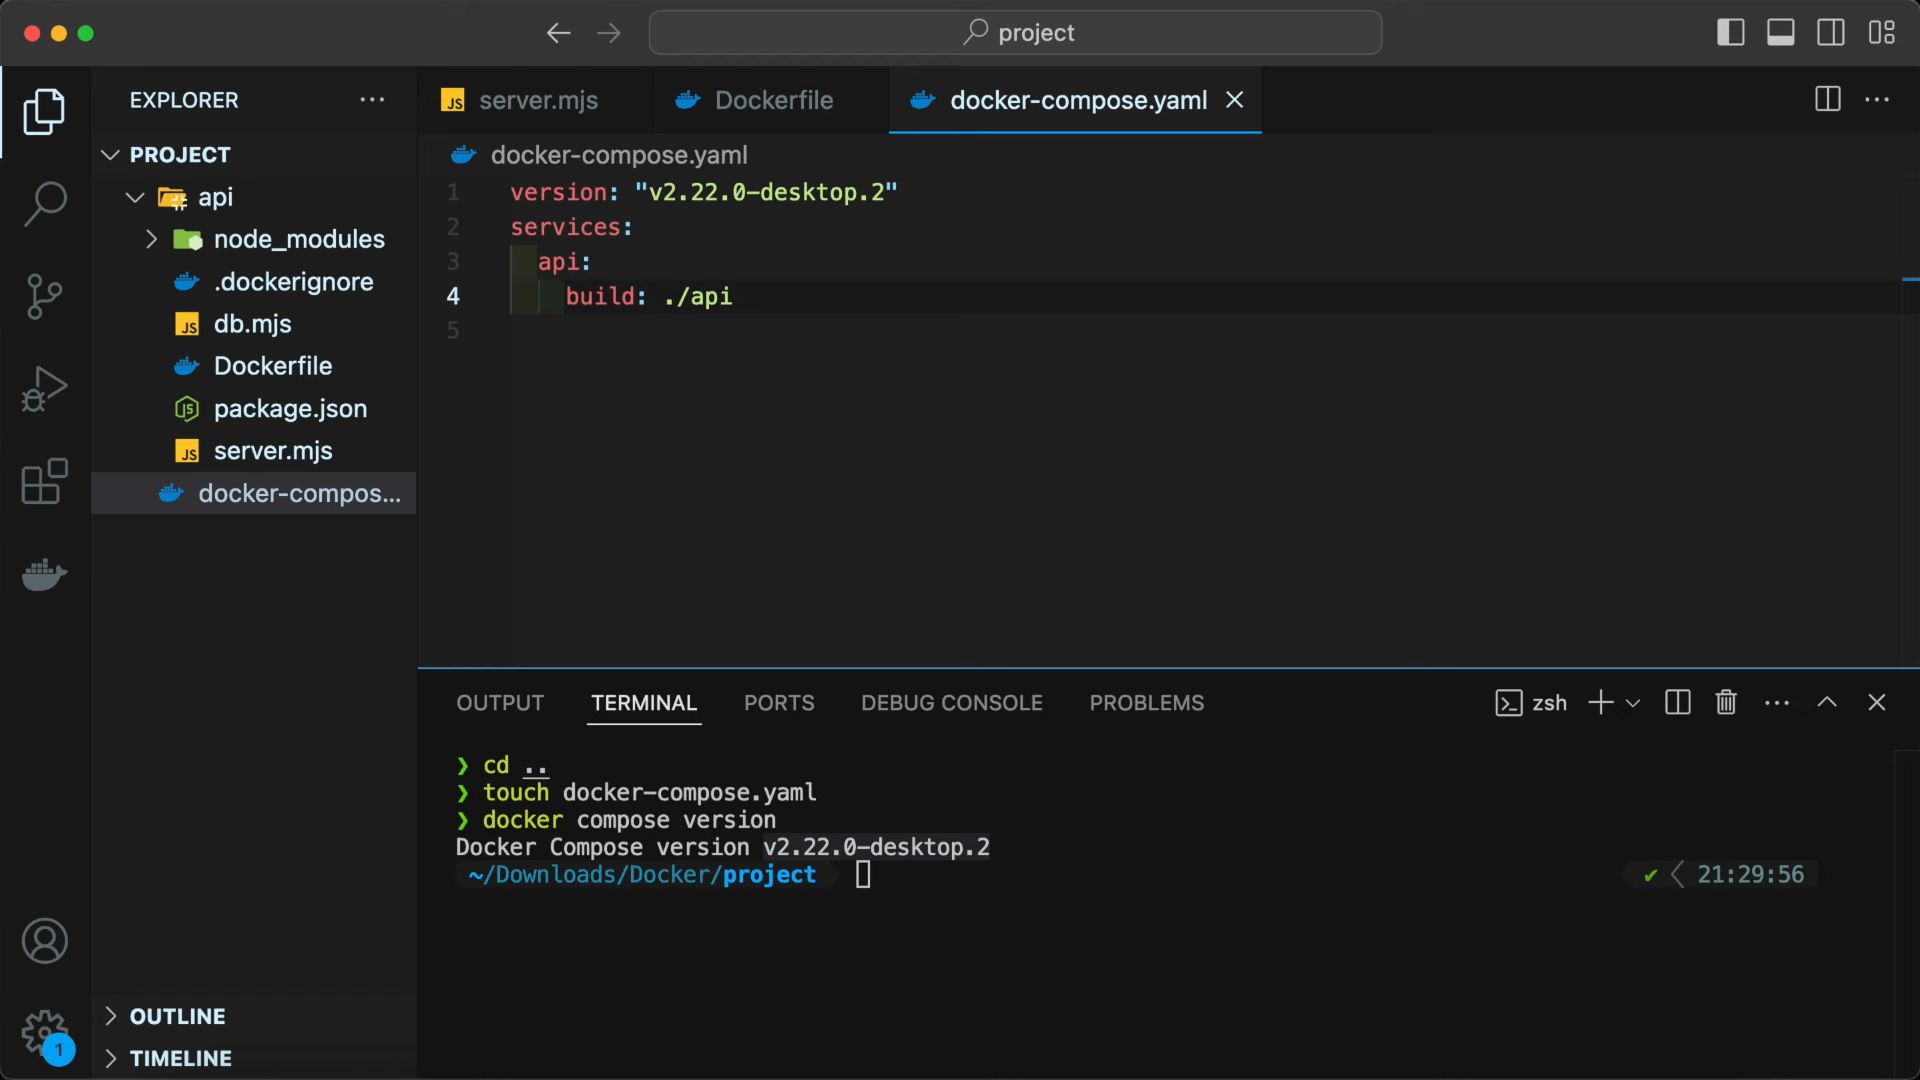 project
EXPLORER
PROJECT
api
node_modules
.dockerignore
db.mjs
Dockerfile
package.json
server.mjs
docker-compos...
OUTLINE
TIMELINE
1
server.mjs
Dockerfile
docker-compose.yaml
docker-compose.yaml
1 version: "v2.22.0-desktop.2"
2 services:
3 api:
4 build: ./api
5
OUTPUT TERMINAL PORTS DEBUG CONSOLE PROBLEMS
zsh
❯ cd ..
❯ touch docker-compose.yaml
❯ docker compose version
Docker Compose version v2.22.0-desktop.2
~/Downloads/Docker/project
✔ 21:29:56